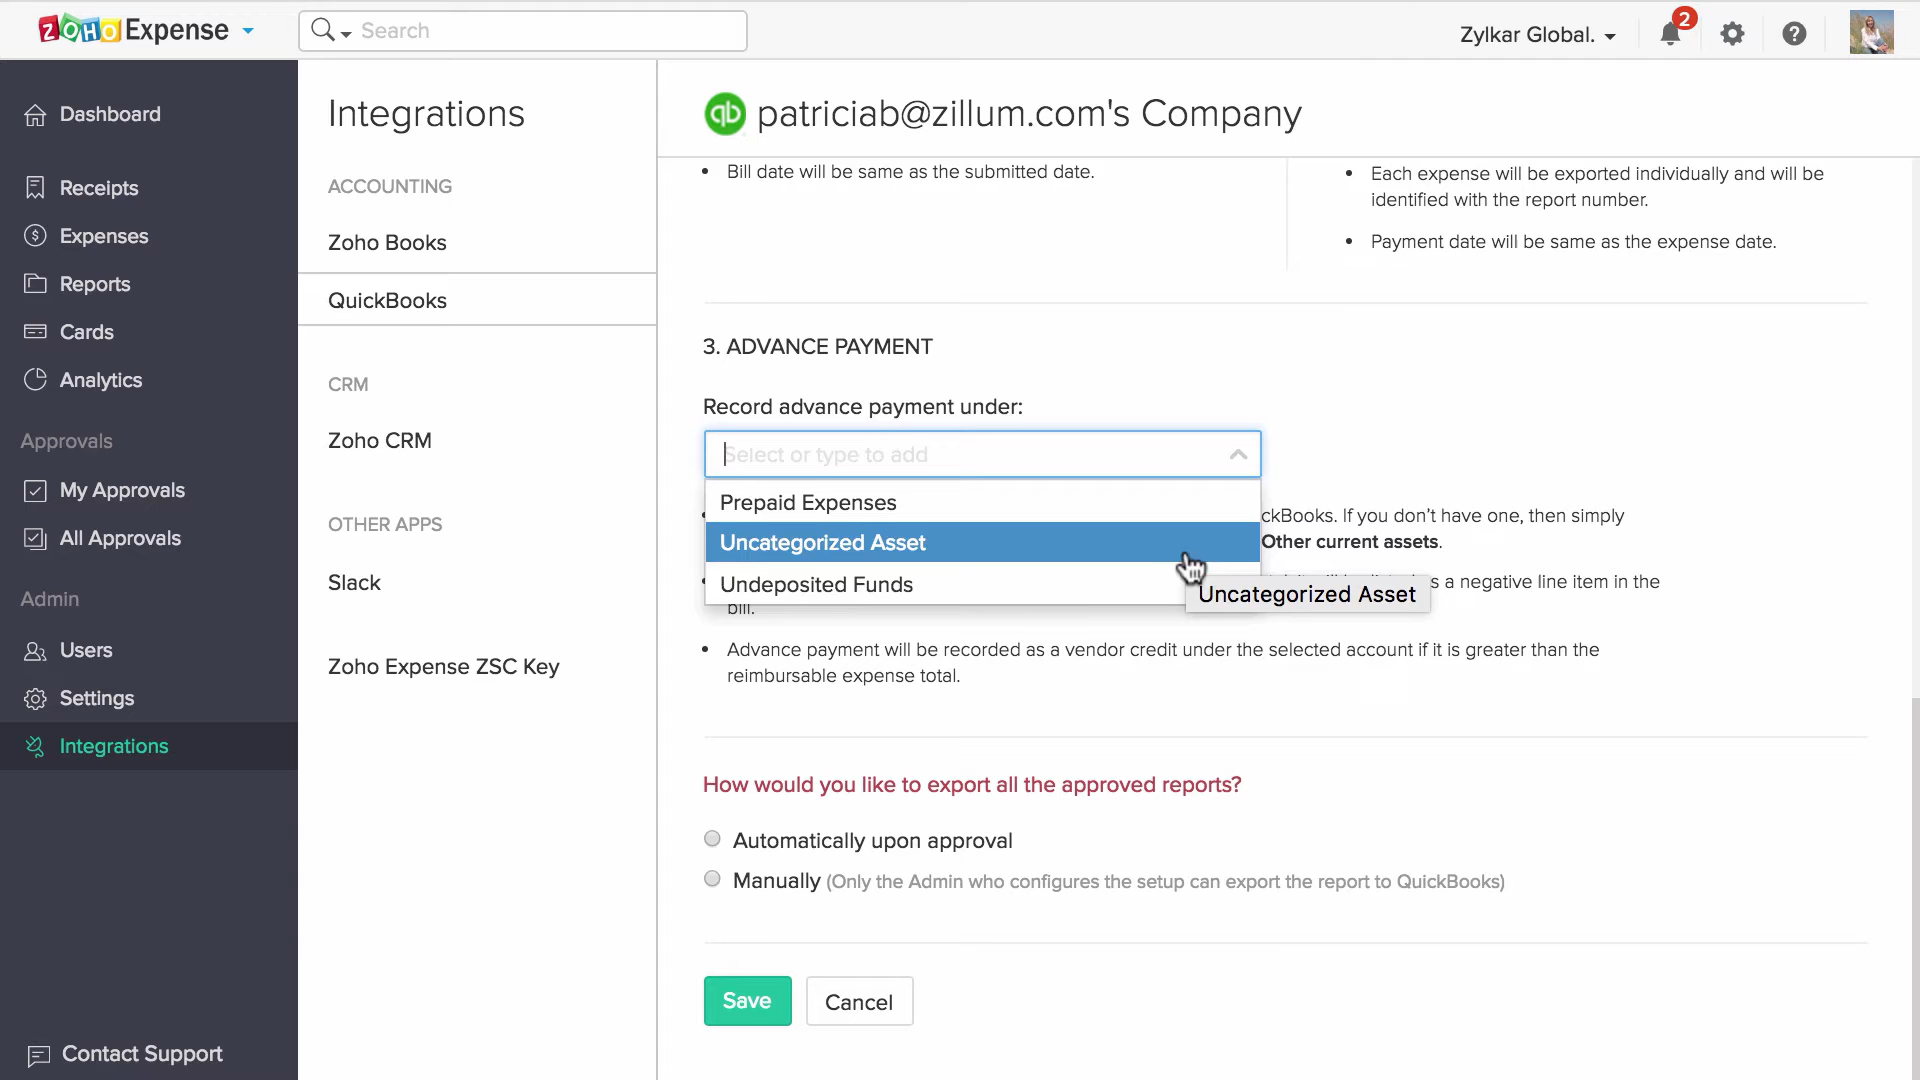 ZOHO Expense
Search
Zylkar Global.
2
Dashboard
Receipts
Expenses
Reports
Cards
Analytics
Approvals
My Approvals
All Approvals
Admin
Users
Settings
Integrations
Contact Support
Integrations
ACCOUNTING
Zoho Books
QuickBooks
CRM
Zoho CRM
OTHER APPS
Slack
Zoho Expense ZSC Key
qb patriciab@zillum.com's Company
• Bill date will be same as the submitted date.
• Each expense will be exported individually and will be
identified with the report number.
• Payment date will be same as the expense date.
3. ADVANCE PAYMENT
Record advance payment under:
Select or type to add
Prepaid Expenses
Uncategorized Asset
Undeposited Funds
ckBooks. If you don't have one, then simply
Other current assets.
s a negative line item in the
bill.
Uncategorized Asset
• Advance payment will be recorded as a vendor credit under the selected account if it is greater than the
reimbursable expense total.
How would you like to export all the approved reports?
Automatically upon approval
Manually (Only the Admin who configures the setup can export the report to QuickBooks)
Save
Cancel